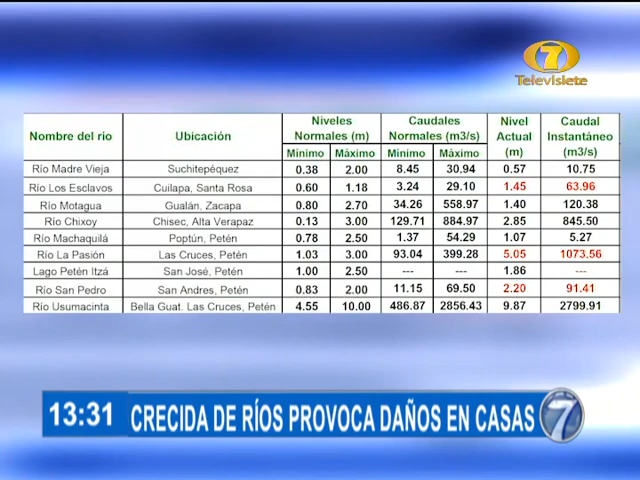 7
Televisiete
Nombre del río Ubicación Niveles Normales (m) Caudales Normales (m3/s) Nivel Actual (m) Caudal Instantáneo (m3/s)
Mínimo Máximo Mínimo Máximo
Río Madre Vieja Suchitepéquez 0.38 2.00 8.45 30.94 0.57 10.75
Río Los Esclavos Cuilapa, Santa Rosa 0.60 1.18 3.24 29.10 1.45 63.96
Río Motagua Gualán, Zacapa 0.80 2.70 34.26 558.97 1.40 120.38
Río Chixoy Chisec, Alta Verapaz 0.13 3.00 129.71 884.97 2.85 845.50
Río Machaquilá Poptún, Petén 0.78 2.50 1.37 54.29 1.07 5.27
Río La Pasión Las Cruces, Petén 1.03 3.00 93.04 399.28 5.05 1073.56
Lago Petén Itzá San José, Petén 1.00 2.50 --- --- 1.86 ---
Río San Pedro San Andres, Petén 0.83 2.00 11.15 69.50 2.20 91.41
Río Usumacinta Bella Guat. Las Cruces, Petén 4.55 10.00 486.87 2856.43 9.87 2799.91
13:31 CRECIDA DE RÍOS PROVOCA DAÑOS EN CASAS 7